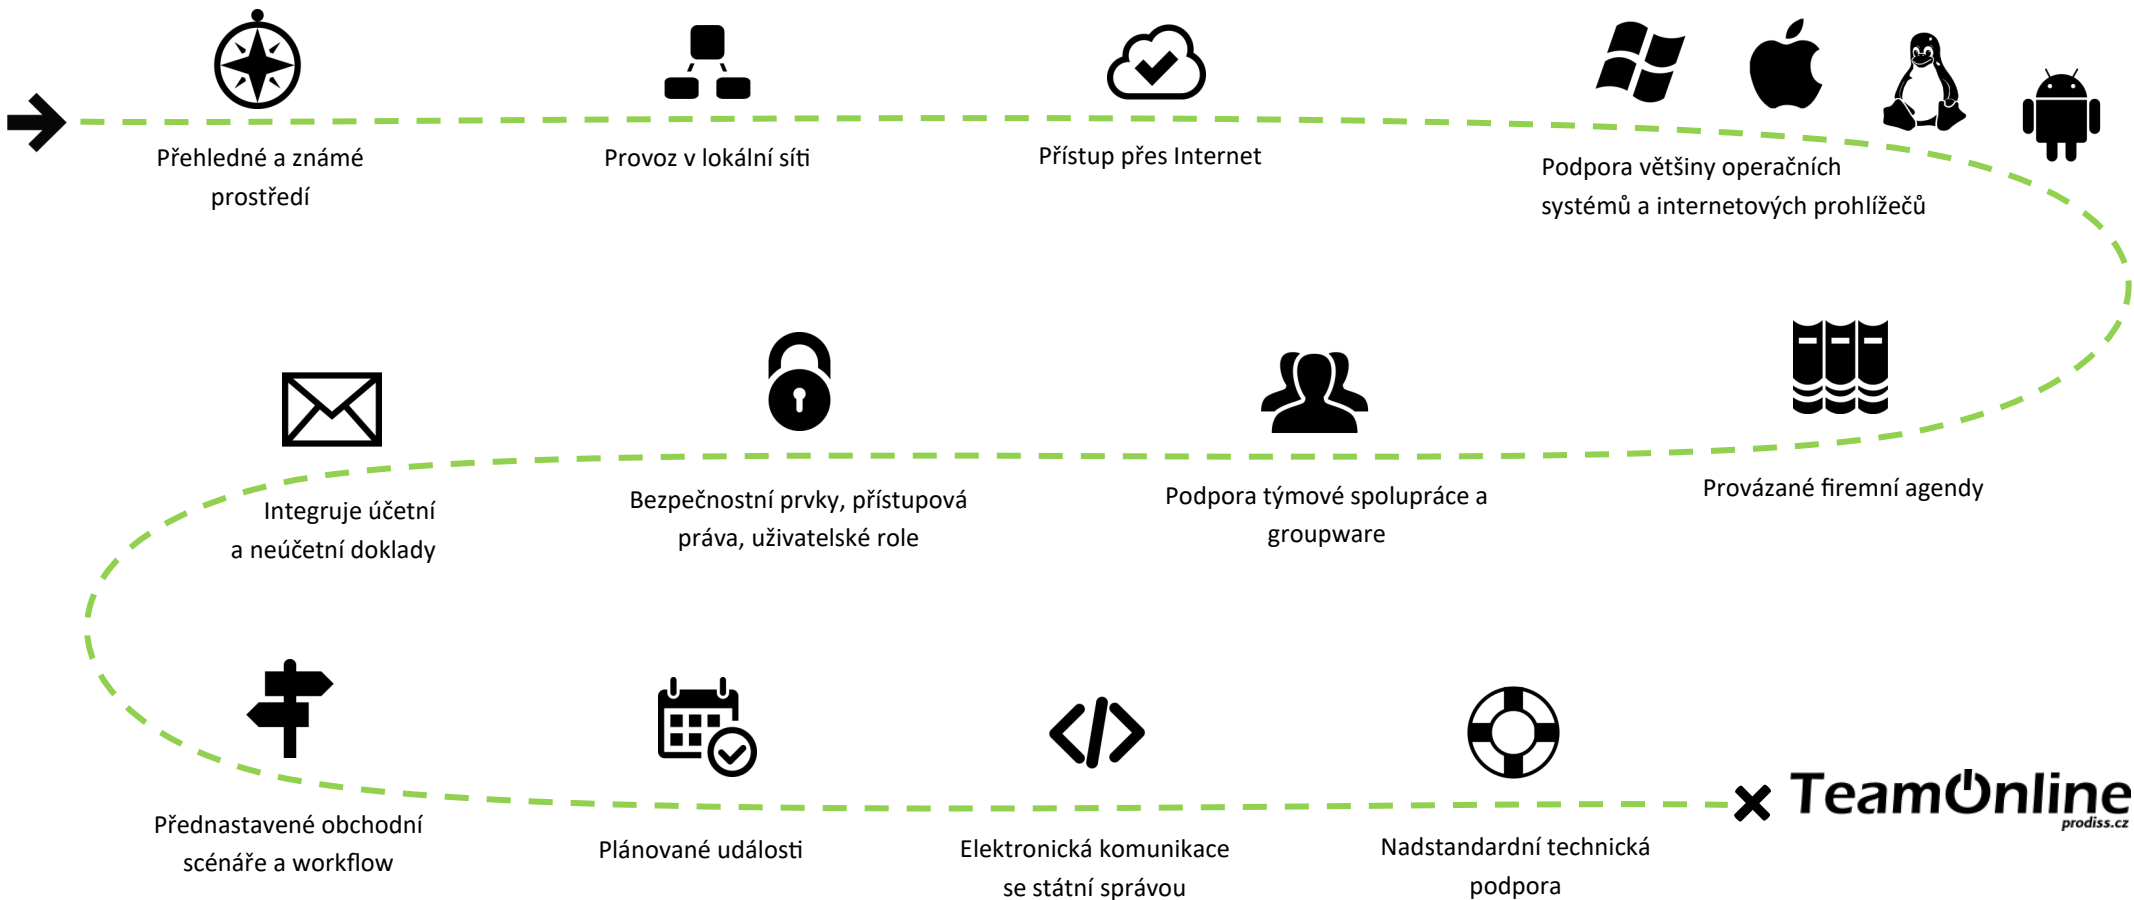 Přehledné a známé
prostředí
Provoz v lokální síti
Přístup přes Internet
Podpora většiny operačních
systémů a internetových prohlížečů
Provázané firemní agendy
Podpora týmové spolupráce a
groupware
Bezpečnostní prvky, přístupová
práva, uživatelské role
Integruje účetní
a neúčetní doklady
Přednastavené obchodní
scénáře a workflow
Plánované události
Elektronická komunikace
se státní správou
Nadstandardní technická
podpora
TeamOnline
prodiss.cz